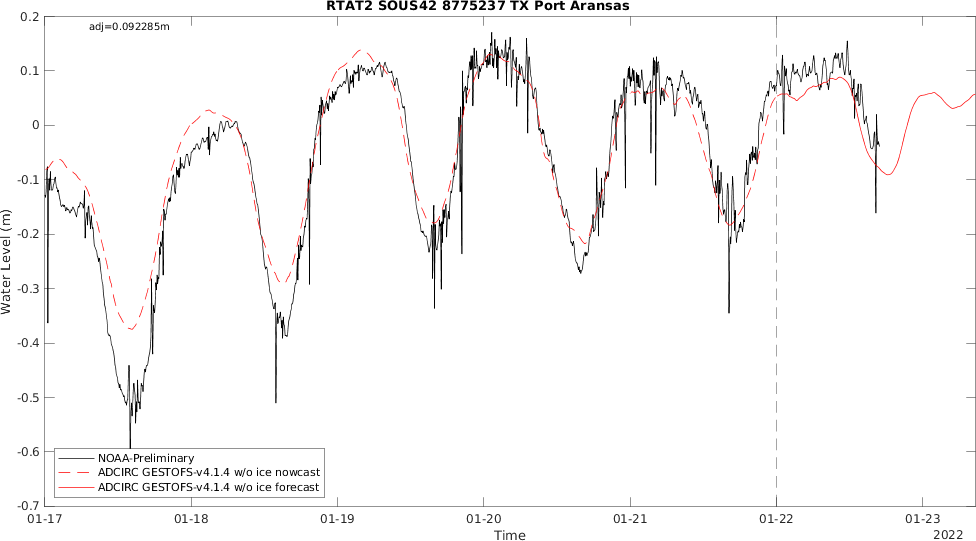 RTAT2 SOUS42 8775237 TX Port Aransas
adj=0.092285m
0.2
0.1
0
-0.1
-0.2
-0.3
-0.4
-0.5
-0.6
-0.7
Water Level (m)
NOAA-Preliminary
ADCIRC GESTOFS-v4.1.4 w/o ice nowcast
ADCIRC GESTOFS-v4.1.4 w/o ice forecast
01-17 01-18 01-19 01-20 01-21 01-22 01-23
Time
2022